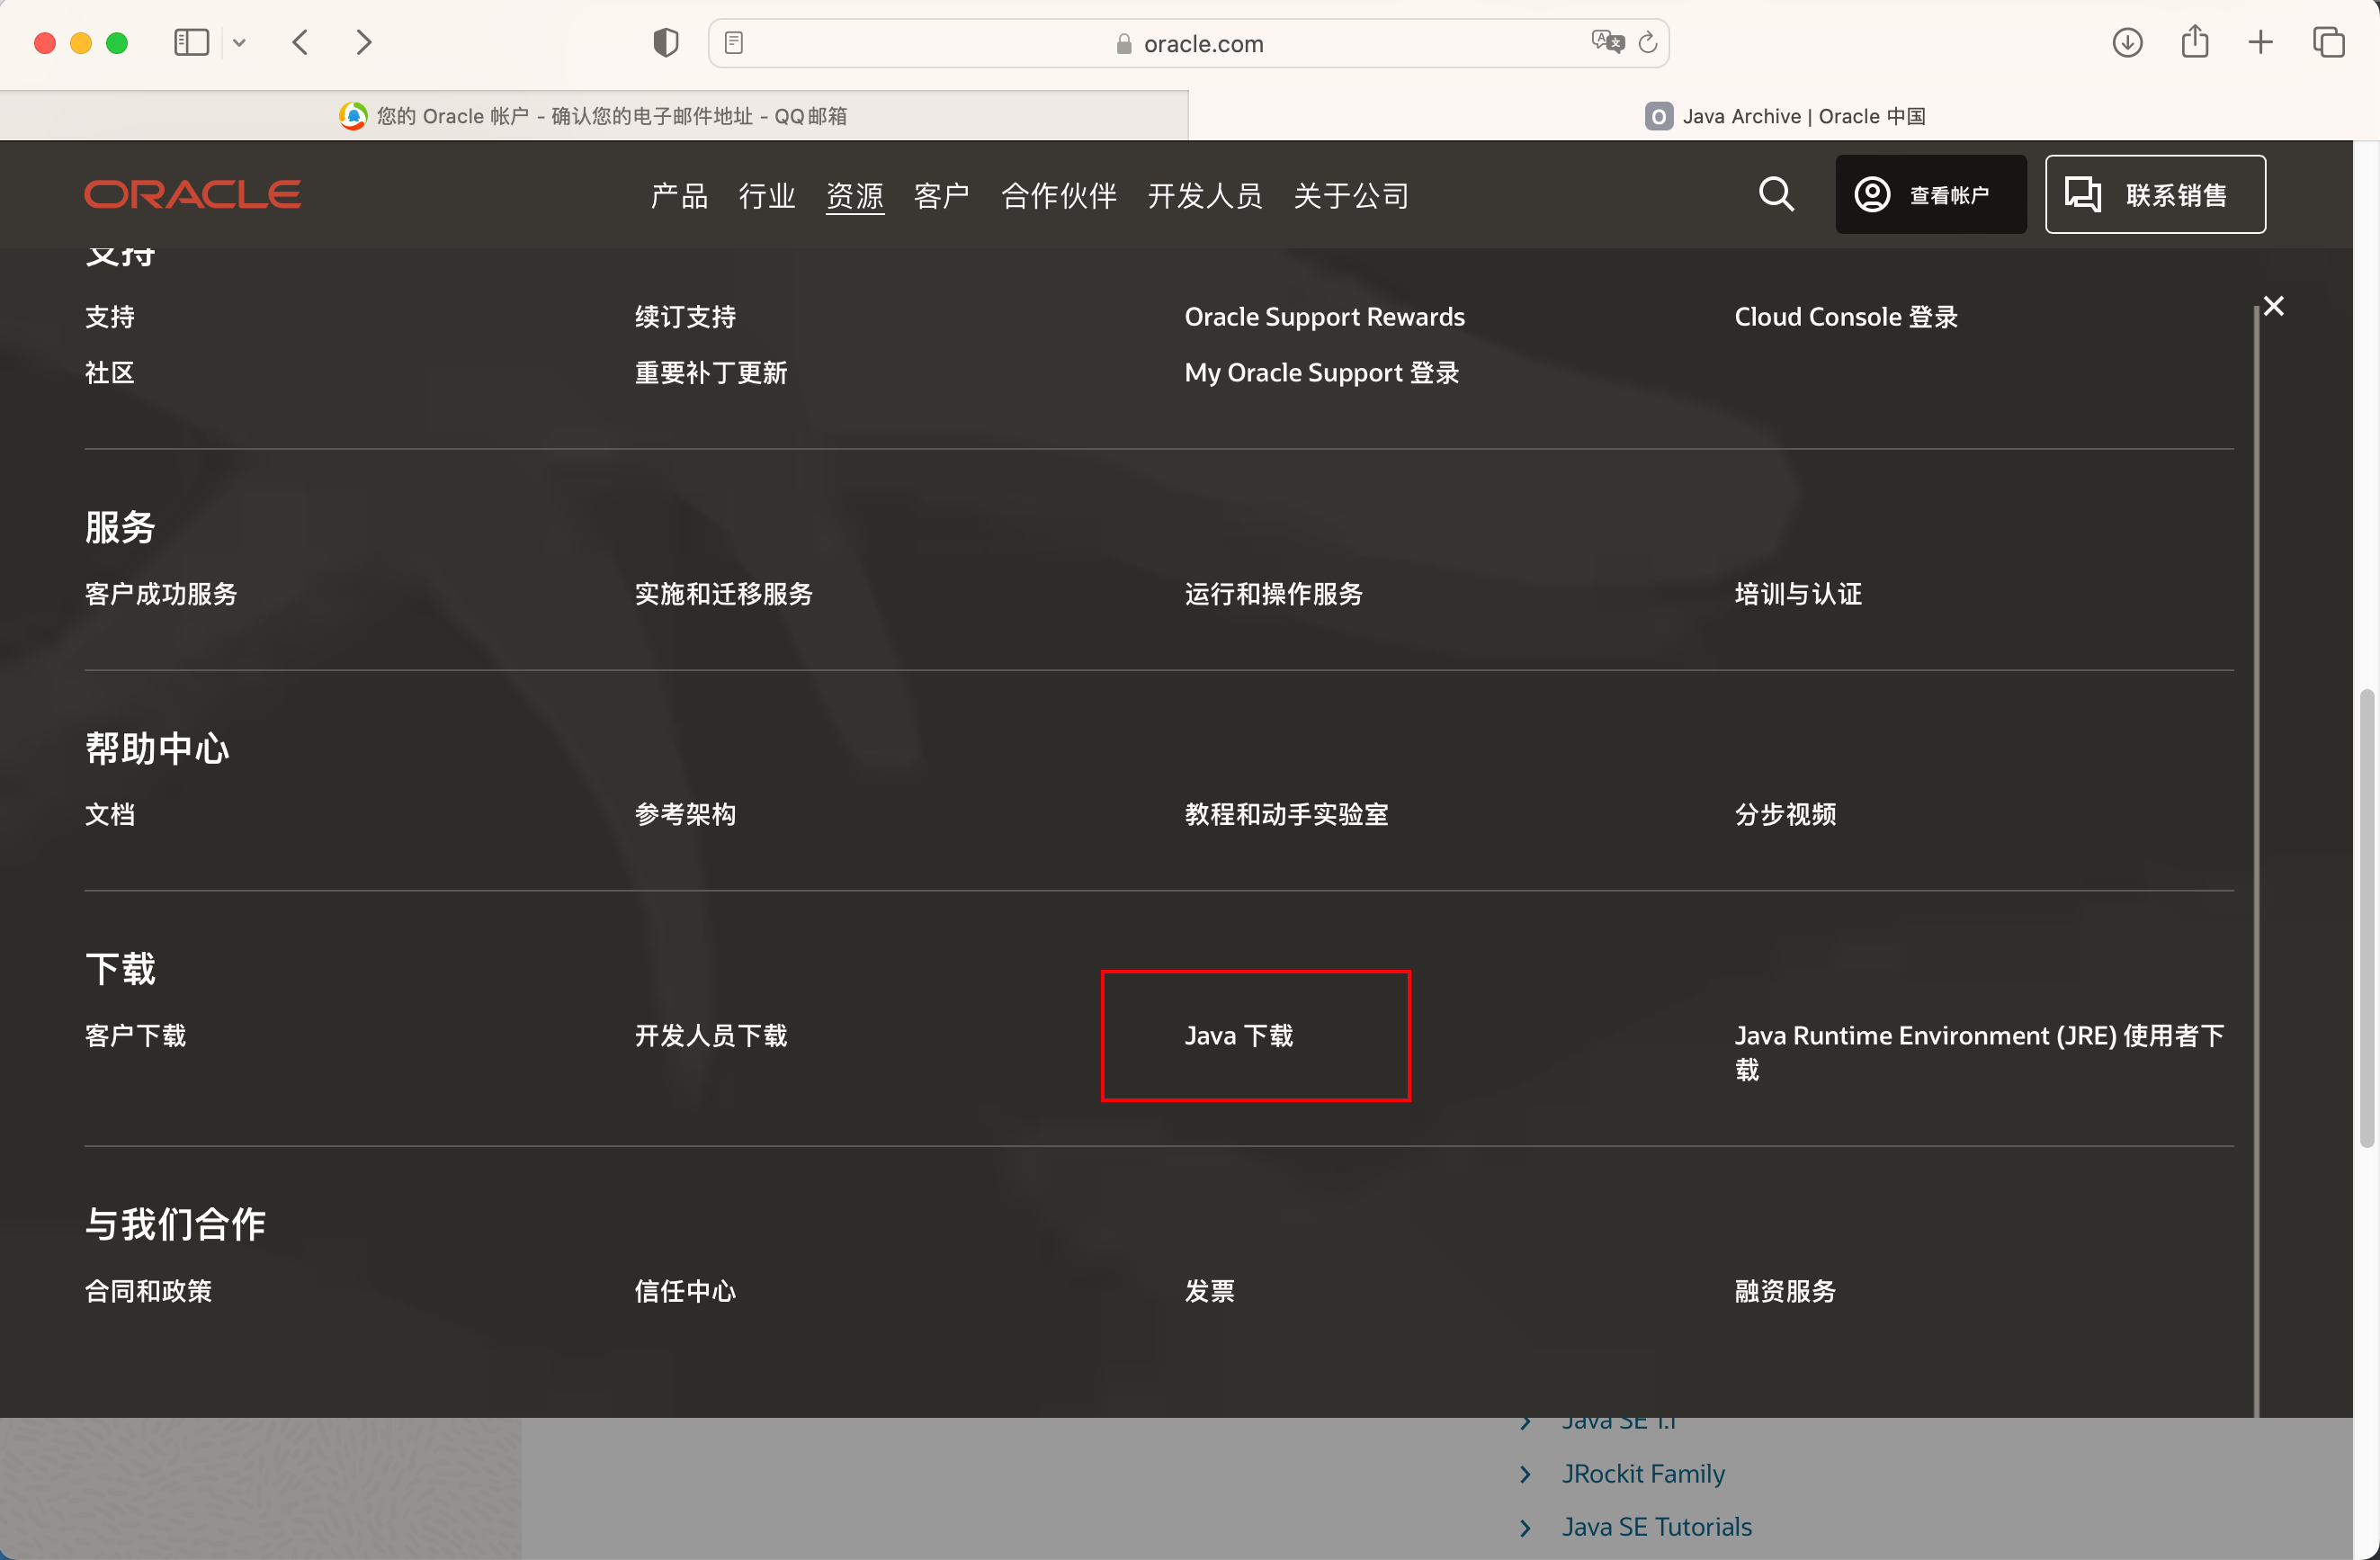 oracle.com
您的 Oracle 帐户 - 确认您的电子邮件地址 - QQ邮箱
Java Archive | Oracle 中国
ORACLE
产品 行业 资源 客户 合作伙伴 开发人员 关于公司
查看帐户
联系销售
支持
支持 续订支持 Oracle Support Rewards Cloud Console 登录
社区 重要补丁更新 My Oracle Support 登录
服务
客户成功服务 实施和迁移服务 运行和操作服务 培训与认证
帮助中心
文档 参考架构 教程和动手实验室 分步视频
下载
客户下载 开发人员下载 Java 下载 Java Runtime Environment (JRE) 使用者下
载
与我们合作
合同和政策 信任中心 发票 融资服务
Java SE 1.1
JRockit Family
Java SE Tutorials